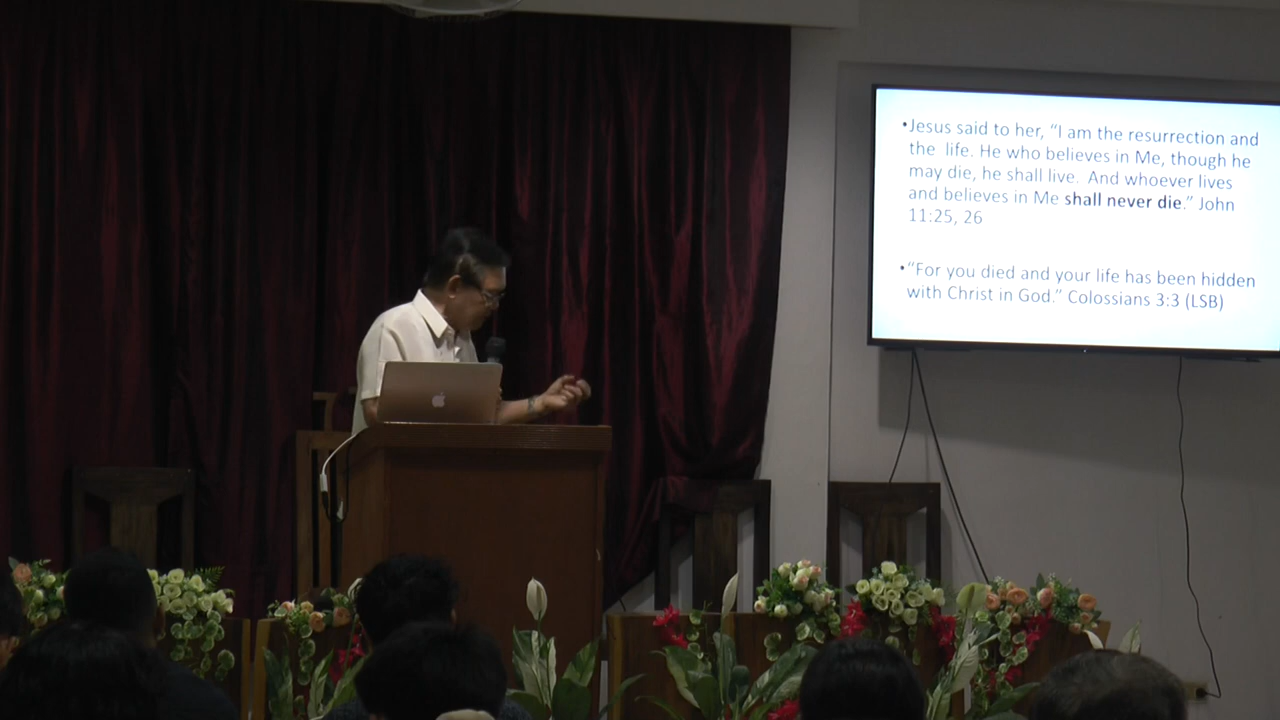 •Jesus said to her, “I am the resurrection and
the life. He who believes in Me, though he
may die, he shall live. And whoever lives
and believes in Me shall never die.” John
11:25, 26
•“For you died and your life has been hidden
with Christ in God.” Colossians 3:3 (LSB)